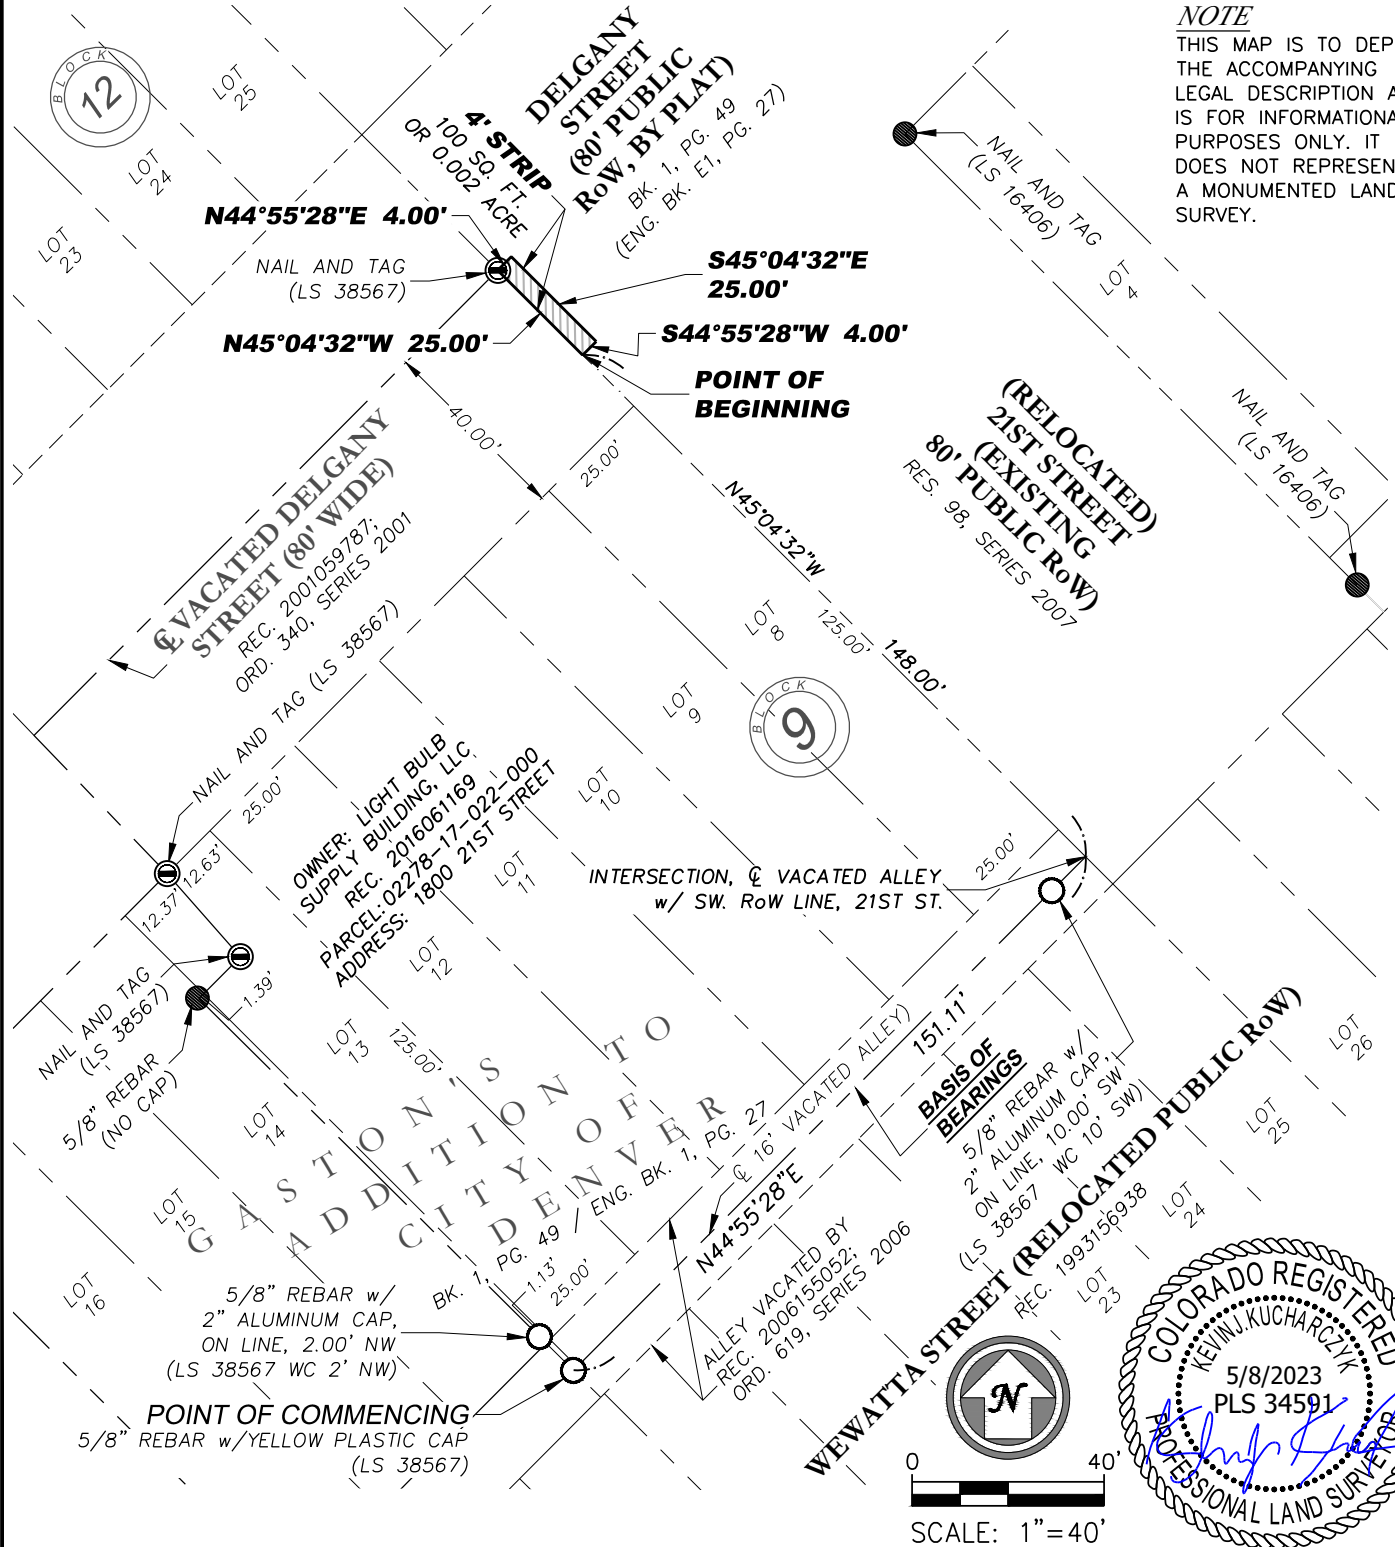 NOTE
THIS MAP IS TO DEP
THE ACCOMPANYING
LEGAL DESCRIPTION A
IS FOR INFORMATIONA
PURPOSES ONLY. IT
DOES NOT REPRESEN
A MONUMENTED LAND
SURVEY.
BLOCK
12
LOT
25
LOT
24
LOT
23
DELGANY
STREET
(80' PUBLIC
RoW, BY PLAT)
BK. 1, PG. 49
(ENG. BK. E1, PG. 27)
4' STRIP
100 SQ. FT.
OR 0.002 ACRE
N44°55'28"E 4.00'
NAIL AND TAG
(LS 38567)
N45°04'32"W 25.00'
S45°04'32"E
25.00'
S44°55'28"W 4.00'
POINT OF
BEGINNING
NAIL AND TAG
(LS 16406)
LOT
4
NAIL AND TAG
(LS 16406)
(RELOCATED)
21ST STREET
(EXISTING
80' PUBLIC RoW)
RES. 98, SERIES 2007
40.00'
25.00'
℄ VACATED DELGANY
STREET (80' WIDE)
REC. 2001059787;
ORD. 340, SERIES 2001
N45°04'32"W
125.00'
148.00'
LOT
8
LOT
9
BLOCK
9
NAIL AND TAG (LS 38567)
25.00'
12.63'
12.37'
OWNER: LIGHT BULB
SUPPLY BUILDING, LLC
REC. 2016061169
PARCEL: 02278-17-022-000
ADDRESS: 1800 21ST STREET
LOT
10
LOT
11
LOT
12
INTERSECTION, ℄ VACATED ALLEY
w/ SW. RoW LINE, 21ST ST.
25.00'
NAIL AND TAG
(LS 38567)
1.39'
5/8" REBAR
(NO CAP)
LOT
13
125.00'
LOT
14
LOT
15
LOT
16
GASTON'S
ADDITION TO
CITY OF
DENVER
BK. 1, PG. 49 / ENG. BK. 1, PG. 27
℄ 16' VACATED ALLEY)
151.11'
N44°55'28"E
BASIS OF
BEARINGS
5/8" REBAR w/
2" ALUMINUM CAP,
ON LINE, 10.00' SW
(LS 38567 WC 10' SW)
LOT
26
LOT
25
LOT
24
LOT
23
WEWATTA STREET (RELOCATED PUBLIC RoW)
REC. 1993156938
ALLEY VACATED BY
REC. 2006155052;
ORD. 619, SERIES 2006
1.13'
25.00'
5/8" REBAR w/
2" ALUMINUM CAP,
ON LINE, 2.00' NW
(LS 38567 WC 2' NW)
POINT OF COMMENCING
5/8" REBAR w/YELLOW PLASTIC CAP
(LS 38567)
N
0 40'
SCALE: 1"=40'
COLORADO REGISTERED
KEVIN J. KUCHARCZYK
5/8/2023
PLS 34591
PROFESSIONAL LAND SURVEYOR